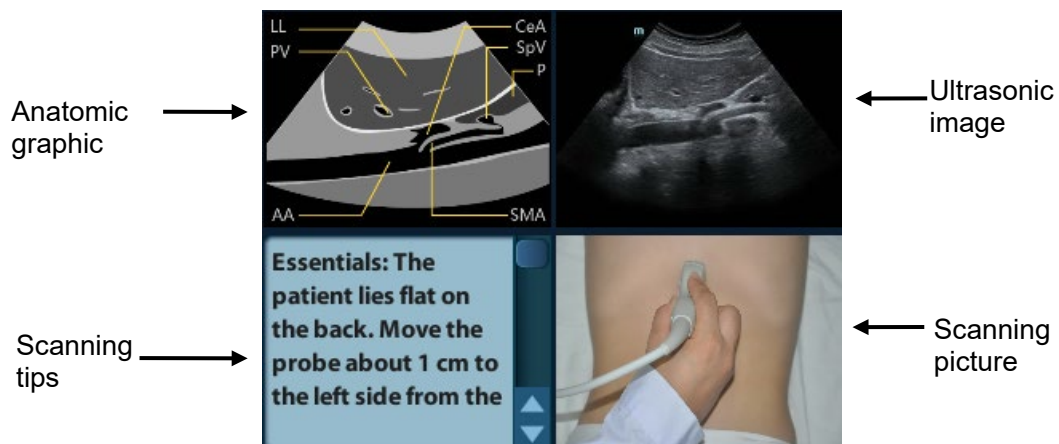 Anatomic
graphic
LL
PV
CeA
SpV
P
AA
SMA
m
Ultrasonic
image
Scanning
tips
Essentials: The
patient lies flat on
the back. Move the
probe about 1 cm to
the left side from the
Scanning
picture